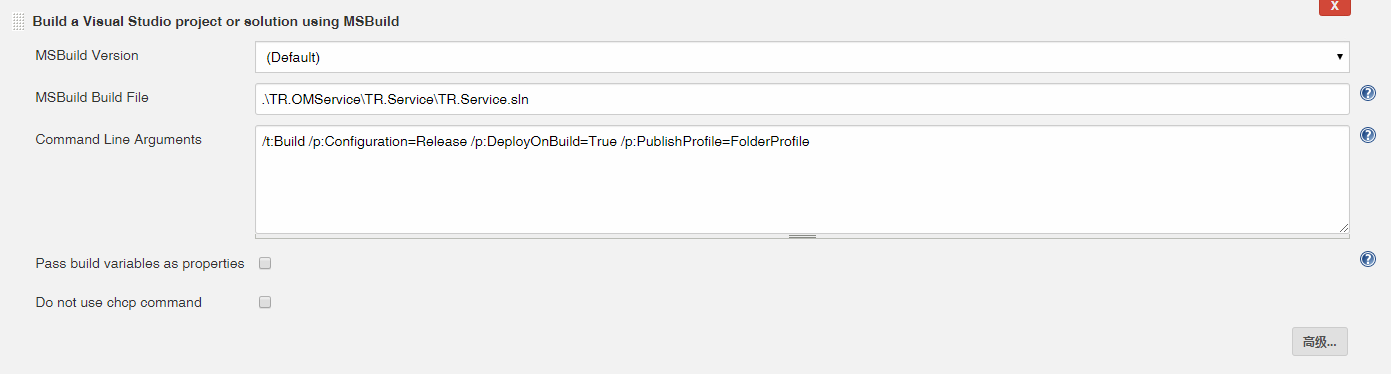 X
Build a Visual Studio project or solution using MSBuild
MSBuild Version
(Default)
MSBuild Build File
.\TR.OMService\TR.Service\TR.Service.sln
Command Line Arguments
/t:Build /p:Configuration=Release /p:DeployOnBuild=True /p:PublishProfile=FolderProfile
Pass build variables as properties
Do not use chcp command
高级...